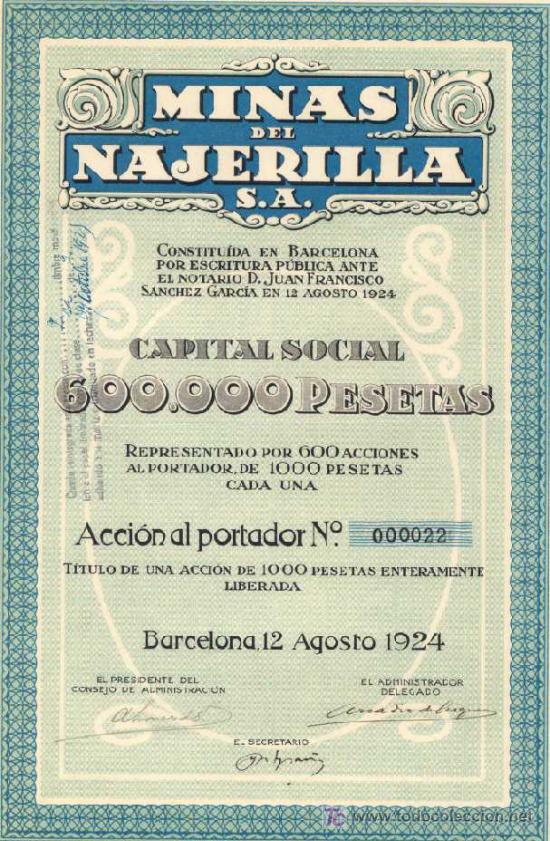 MINAS
DEL
NAJERILLA
S.A.
CONSTITUÍDA EN BARCELONA
POR ESCRITURA PÚBLICA ANTE
EL NOTARIO D. JUAN FRANCISCO
SANCHEZ GARCÍA EN 12 AGOSTO 1924
CAPITAL SOCIAL
600.000 PESETAS
REPRESENTADO POR 600 ACCIONES
AL PORTADOR, DE 1000 PESETAS
CADA UNA
Acción al portador Nº 000022
TÍTULO DE UNA ACCIÓN DE 1000 PESETAS ENTERAMENTE
LIBERADA
Barcelona, 12 Agosto 1924
EL PRESIDENTE DEL
CONSEJO DE ADMINISTRACIÓN
EL ADMINISTRADOR
DELEGADO
EL SECRETARIO
www.todocoleccion.net